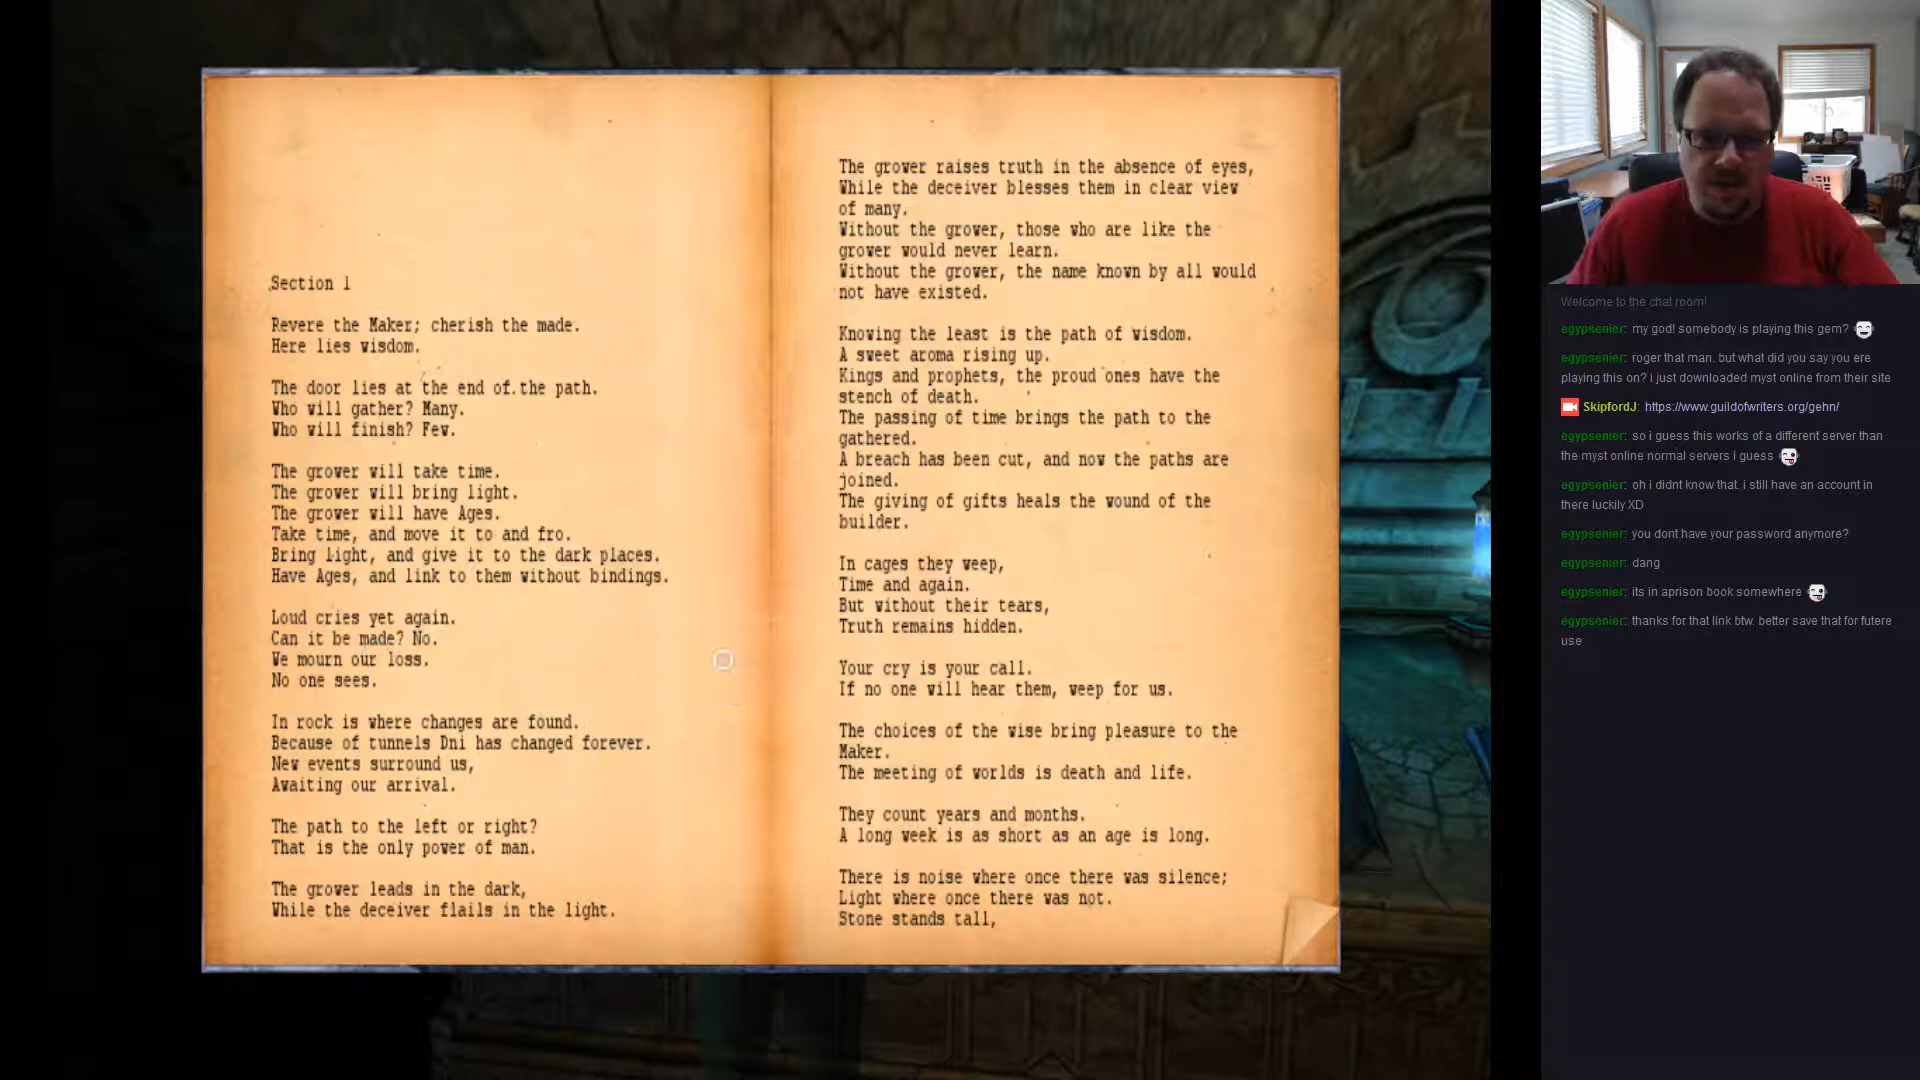 Section 1
Revere the Maker; cherish the made.
Here lies wisdom.
The door lies at the end of the path.
Who will gather? Many.
Who will finish? Few.
The grower will take time.
The grower will bring light.
The grower will have Ages.
Take time, and move it to and fro.
Bring light, and give it to the dark places.
Have Ages, and link to them without bindings.
Loud cries yet again.
Can it be made? No.
We mourn our loss.
No one sees.
In rock is where changes are found.
Because of tunnels Dni has changed forever.
New events surround us,
Awaiting our arrival.
The path to the left or right?
That is the only power of man.
The grower leads in the dark,
While the deceiver flails in the light.
The grower raises truth in the absence of eyes,
While the deceiver blesses them in clear view
of many.
Without the grower, those who are like the
grower would never learn.
Without the grower, the name known by all would
not have existed.
Knowing the least is the path of wisdom.
A sweet aroma rising up.
Kings and prophets, the proud ones have the
stench of death.
The passing of time brings the path to the
gathered.
A breach has been cut, and now the paths are
joined.
The giving of gifts heals the wound of the
builder.
In cages they weep,
Time and again.
But without their tears,
Truth remains hidden.
Your cry is your call.
If no one will hear them, weep for us.
The choices of the wise bring pleasure to the
Maker.
The meeting of worlds is death and life.
They count years and months.
A long week is as short as an age is long.
There is noise where once there was silence;
Light where once there was not.
Stone stands tall,
Welcome to the chat room!
egypsenier: my god! somebody is playing this gem?
egypsenier: roger that man. but what did you say you ere
playing this on? i just downloaded myst online from their site
SkipfordJ: https://www.guildofwriters.org/gehn/
egypsenier: so i guess this works of a different server than
the myst online normal servers i guess
egypsenier: oh i didnt know that. i still have an account in
there luckily XD
egypsenier: you dont have your password anymore?
egypsenier: dang
egypsenier: its in aprison book somewhere
egypsenier: thanks for that link btw. better save that for futere
use